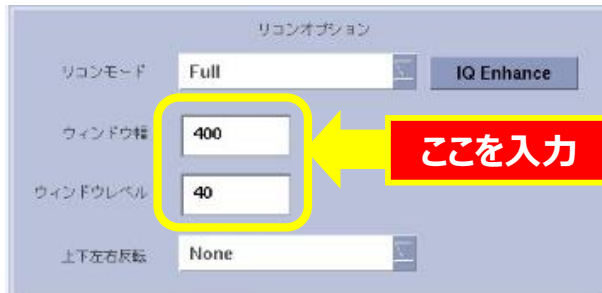 リコンオプション
リコンモード Full IQ Enhance
ウィンドウ幅 400
ここを入力
ウィンドウレベル 40
上下左右反転 None